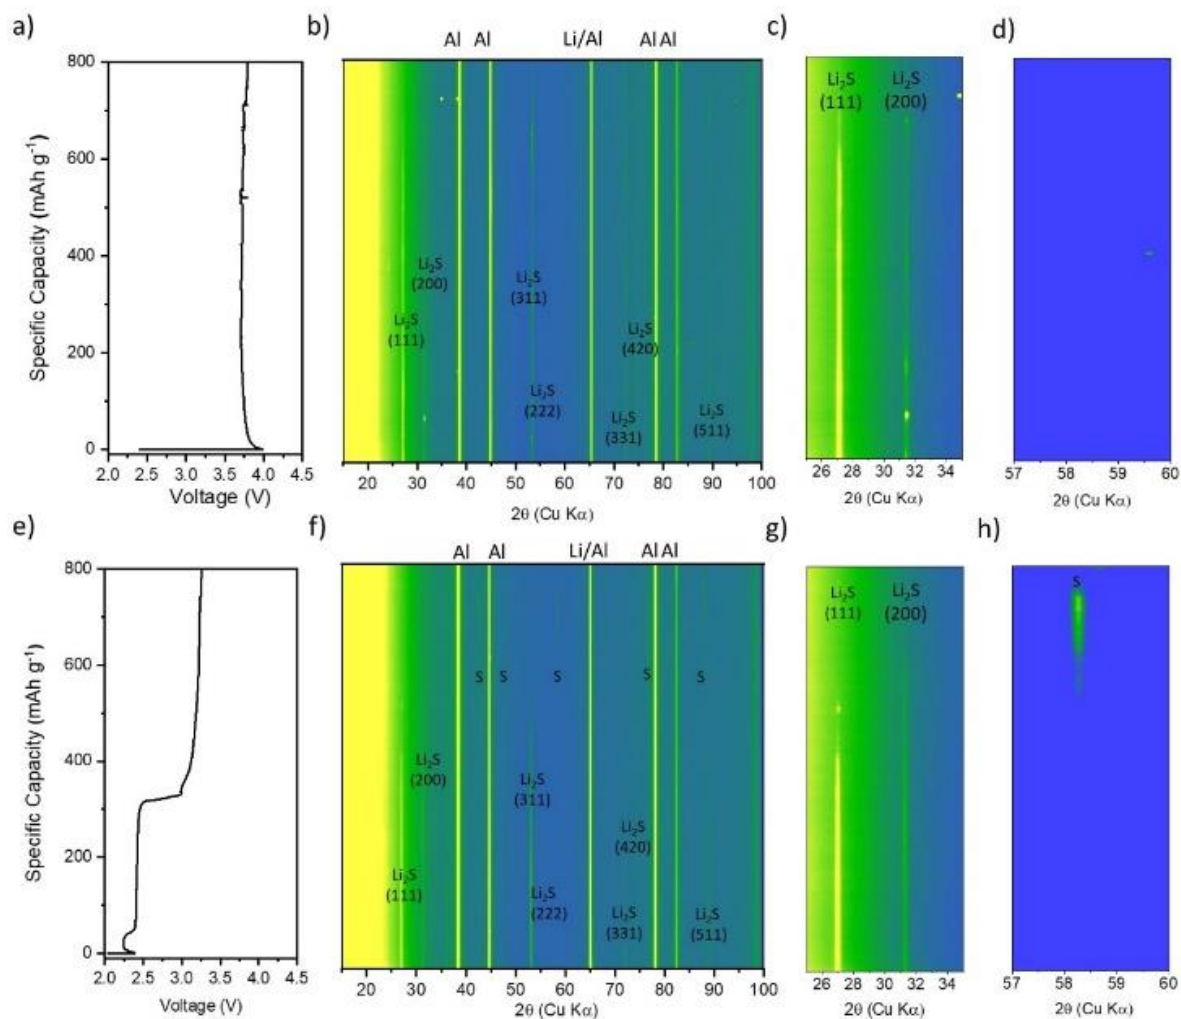 a)
b)
Al Al Li/Al Al Al
c)
d)
Specific Capacity (mAh g⁻¹)
800
600
400
200
0
2.0 2.5 3.0 3.5 4.0 4.5
Voltage (V)
Li₂S
(200)
Li₂S
(111)
Li₂S
(311)
Li₂S
(222)
Li₂S
(420)
Li₂S
(331)
Li₂S
(511)
20 30 40 50 60 70 80 90 100
2θ (Cu Kα)
Li₂S
(111)
Li₂S
(200)
26 28 30 32 34
2θ (Cu Kα)
57 58 59 60
2θ (Cu Kα)
e)
f)
Al Al Li/Al Al Al
g)
h)
Specific Capacity (mAh g⁻¹)
800
600
400
200
0
2.0 2.5 3.0 3.5 4.0 4.5
Voltage (V)
S S S S S
Li₂S
(200)
Li₂S
(111)
Li₂S
(311)
Li₂S
(222)
Li₂S
(420)
Li₂S
(331)
Li₂S
(511)
20 30 40 50 60 70 80 90 100
2θ (Cu Kα)
Li₂S
(111)
Li₂S
(200)
26 28 30 32 34
2θ (Cu Kα)
S
57 58 59 60
2θ (Cu Kα)